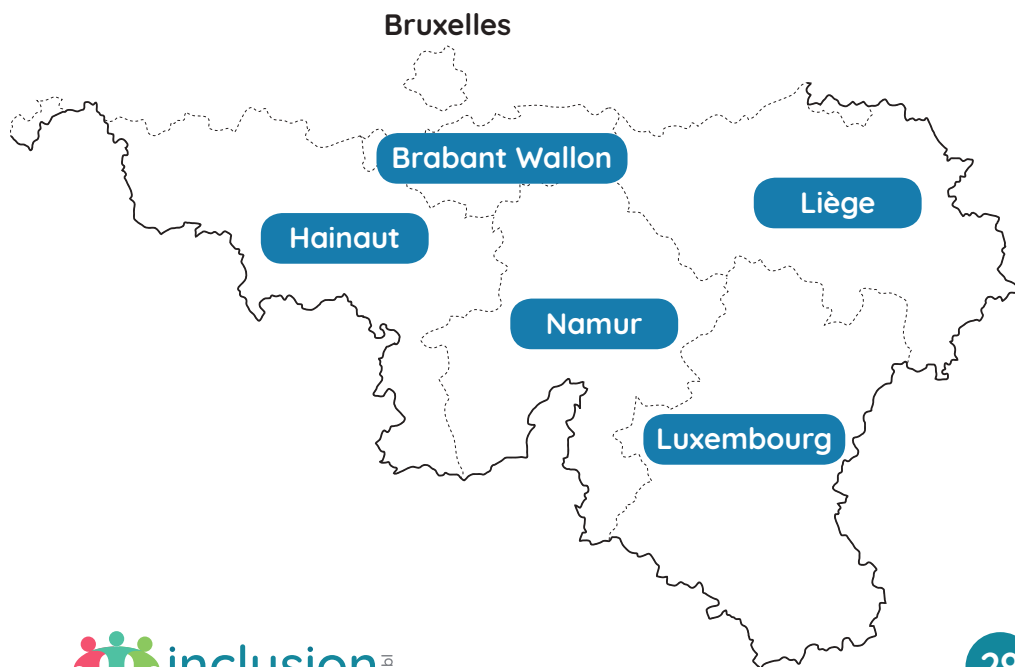 Bruxelles
Brabant Wallon
Liège
Hainaut
Namur
Luxembourg
inclusion